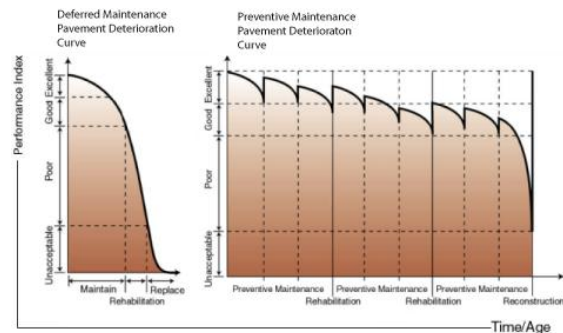 Deferred Maintenance
Pavement Deterioration
Curve
Preventive Maintenance
Pavement Deterioraton
Curve
Performance Index
Excellent
Good
Poor
Unacceptable
Maintain
Rehabilitation
Replace
Excellent
Good
Poor
Unacceptable
Preventive Maintenance
Rehabilitation
Preventive Maintenance
Rehabilitation
Preventive Maintenance
Reconstruction
Time/Age